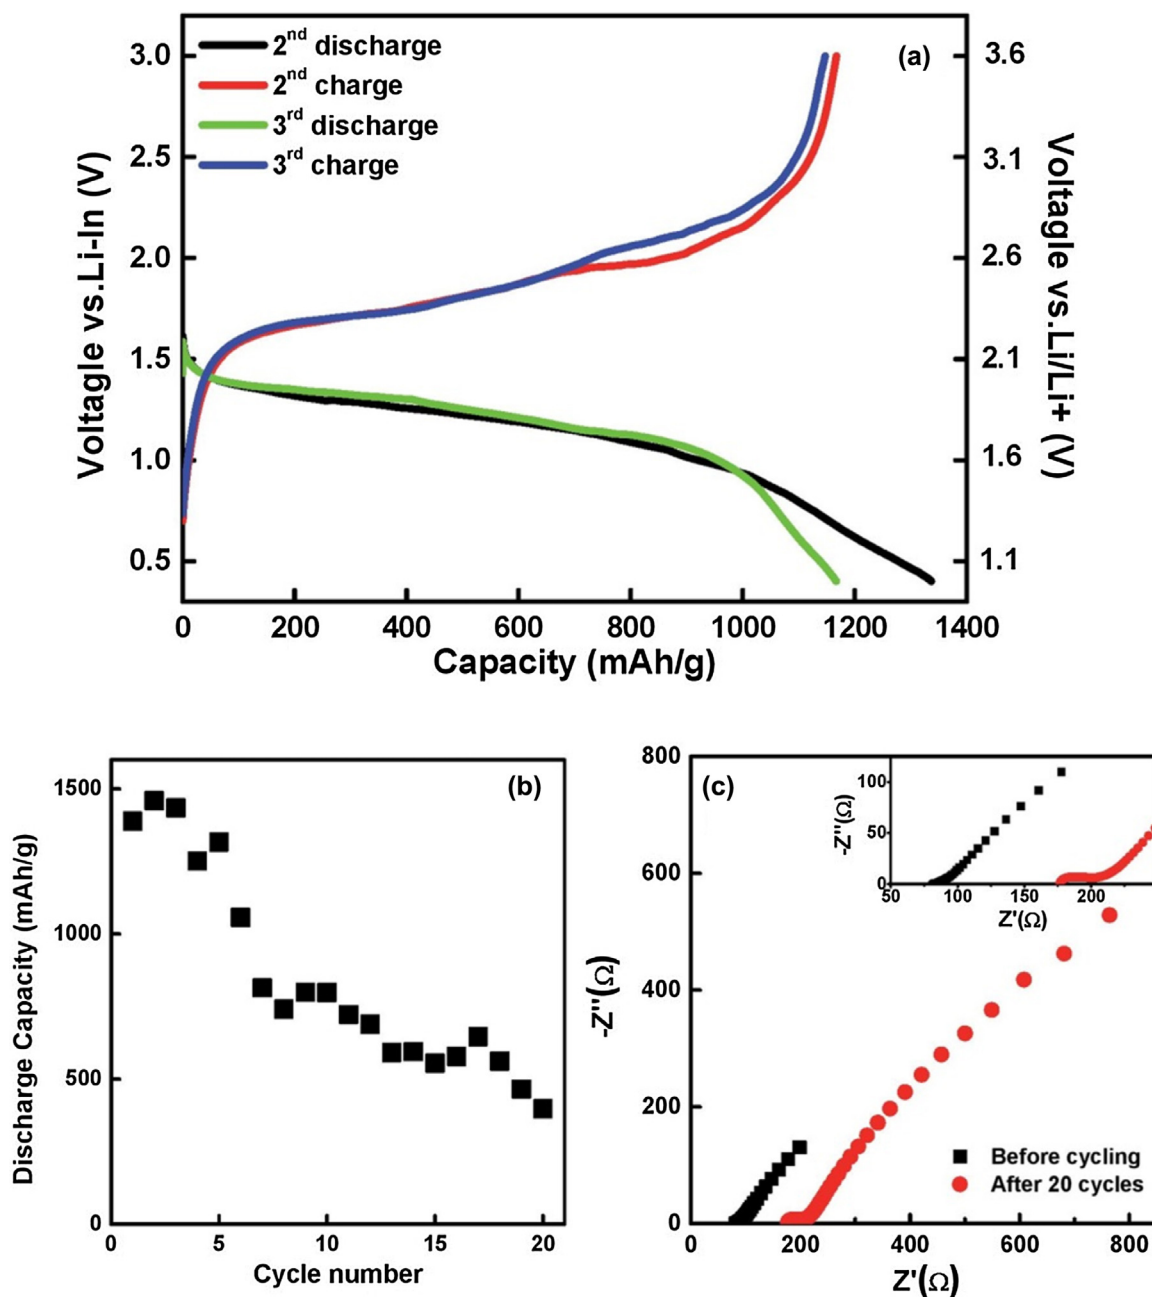 (a)
2nd discharge
2nd charge
3rd discharge
3rd charge
3.0
2.5
2.0
1.5
1.0
0.5
Voltagle vs.Li-In (V)
3.6
3.1
2.6
2.1
1.6
1.1
Voltagle vs.Li/Li+ (V)
0 200 400 600 800 1000 1200 1400
Capacity (mAh/g)
(b)
1500
1000
500
0
Discharge Capacity (mAh/g)
0 5 10 15 20
Cycle number
(c)
800
600
400
200
0
-Z''(Ω)
0 200 400 600 800
Z'(Ω)
100
50
0
-Z''(Ω)
50 100 150 200
Z'(Ω)
Before cycling
After 20 cycles